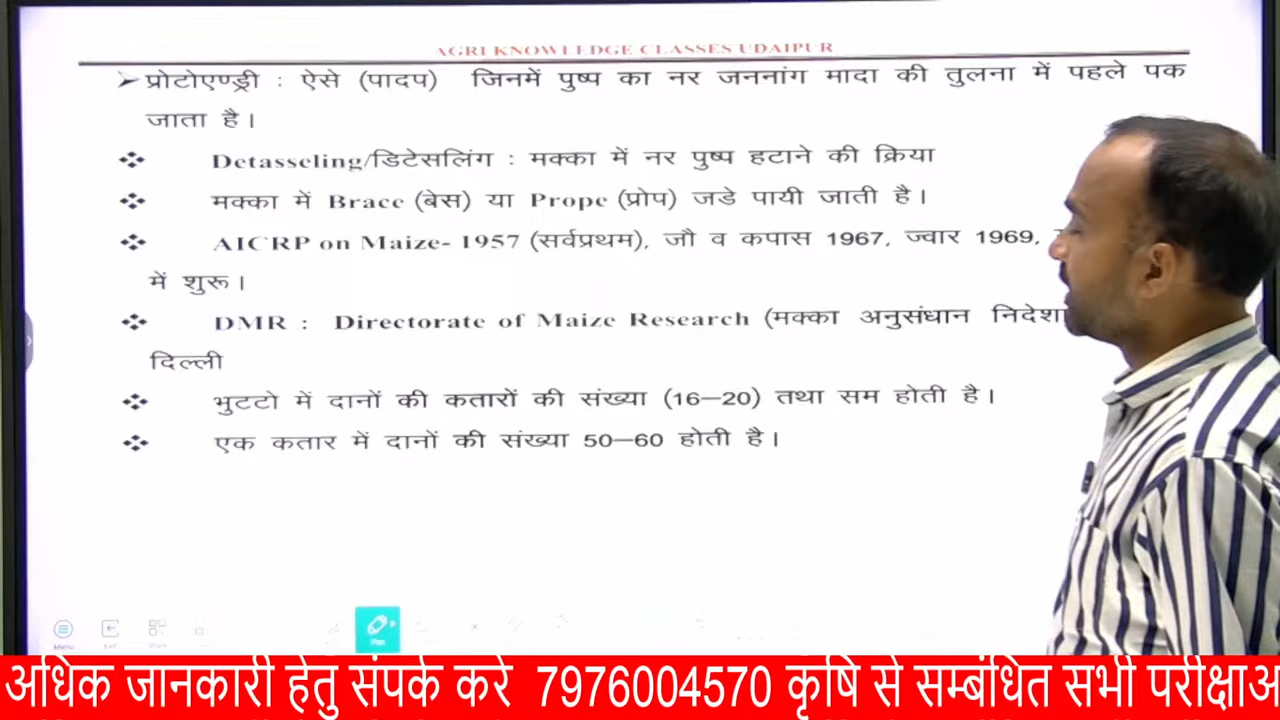 AGRI KNOWLEDGE CLASSES UDAIPUR
➢ प्रोटोएण्ड्री : ऐसे (पादप) जिनमें पुष्प का नर जननांग मादा की तुलना में पहले पक
जाता है।
❖ Detasseling/डिटेसलिंग : मक्का में नर पुष्प हटाने की क्रिया
❖ मक्का में Brace (बेस) या Prope (प्रोप) जडे पायी जाती है।
❖ AICRP on Maize- 1957 (सर्वप्रथम), जौ व कपास 1967, ज्वार 1969,
में शुरू।
❖ DMR : Directorate of Maize Research (मक्का अनुसंधान
दिल्ली
❖ भुटटो में दानों की कतारों की संख्या (16–20) तथा सम होती है।
❖ एक कतार में दानों की संख्या 50–60 होती है।
Menu Exit
अधिक जानकारी हेतु संपर्क करे 7976004570 कृषि से सम्बंधित सभी